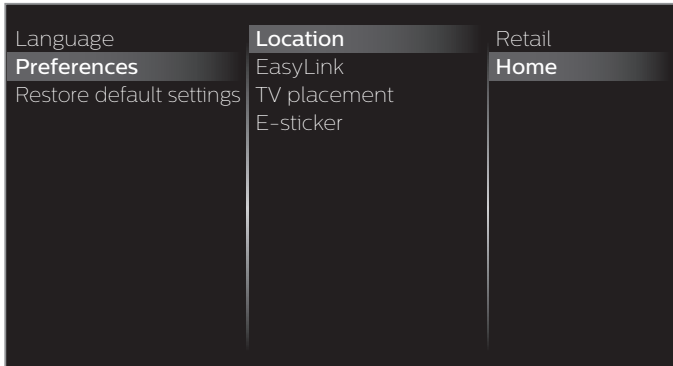 Language
Preferences
Restore default settings
Location
EasyLink
TV placement
E-sticker
Retail
Home